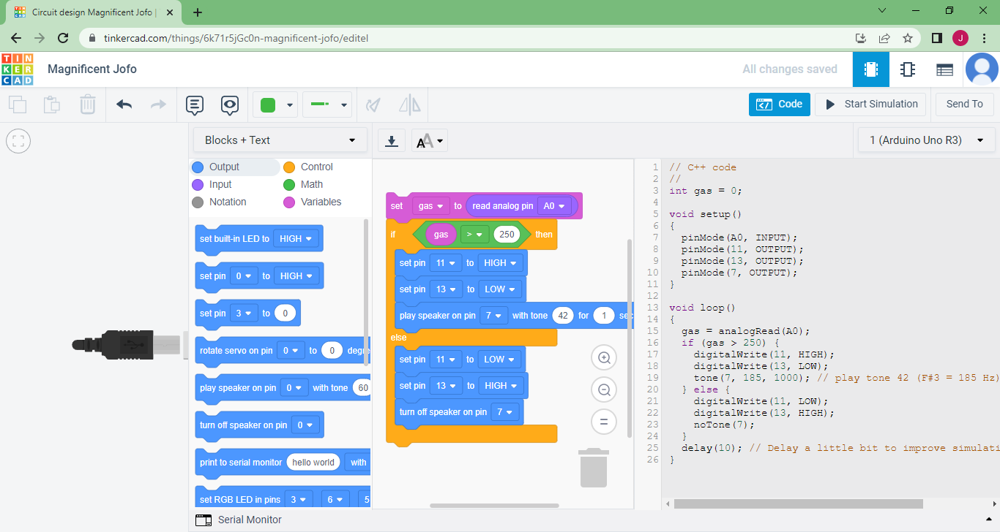 Circuit design Magnificent Jofo |
tinkercad.com/things/6k71r5jGc0n-magnificent-jofo/editel
J
TIN
KER
CAD
Magnificent Jofo
All changes saved
Code
Start Simulation
Send To
Blocks + Text
1 (Arduino Uno R3)
Output
Control
Input
Math
Notation
Variables
set built-in LED to HIGH
set pin 0 to HIGH
set pin 3 to 0
rotate servo on pin 0 to 0 degre
play speaker on pin 0 with tone 60
turn off speaker on pin 0
print to serial monitor hello world with
set RGB LED in pins 3 6 5
set gas to read analog pin A0
if gas > 250 then
set pin 11 to HIGH
set pin 13 to LOW
play speaker on pin 7 with tone 42 for 1 sec
else
set pin 11 to LOW
set pin 13 to HIGH
turn off speaker on pin 7
1 // C++ code
2 //
3 int gas = 0;
4
5 void setup()
6 {
7 pinMode(A0, INPUT);
8 pinMode(11, OUTPUT);
9 pinMode(13, OUTPUT);
10 pinMode(7, OUTPUT);
11 }
12
13 void loop()
14 {
15 gas = analogRead(A0);
16 if (gas > 250) {
17 digitalWrite(11, HIGH);
18 digitalWrite(13, LOW);
19 tone(7, 185, 1000); // play tone 42 (F#3 = 185 Hz)
20 } else {
21 digitalWrite(11, LOW);
22 digitalWrite(13, HIGH);
23 noTone(7);
24 }
25 delay(10); // Delay a little bit to improve simulati
26 }
Serial Monitor